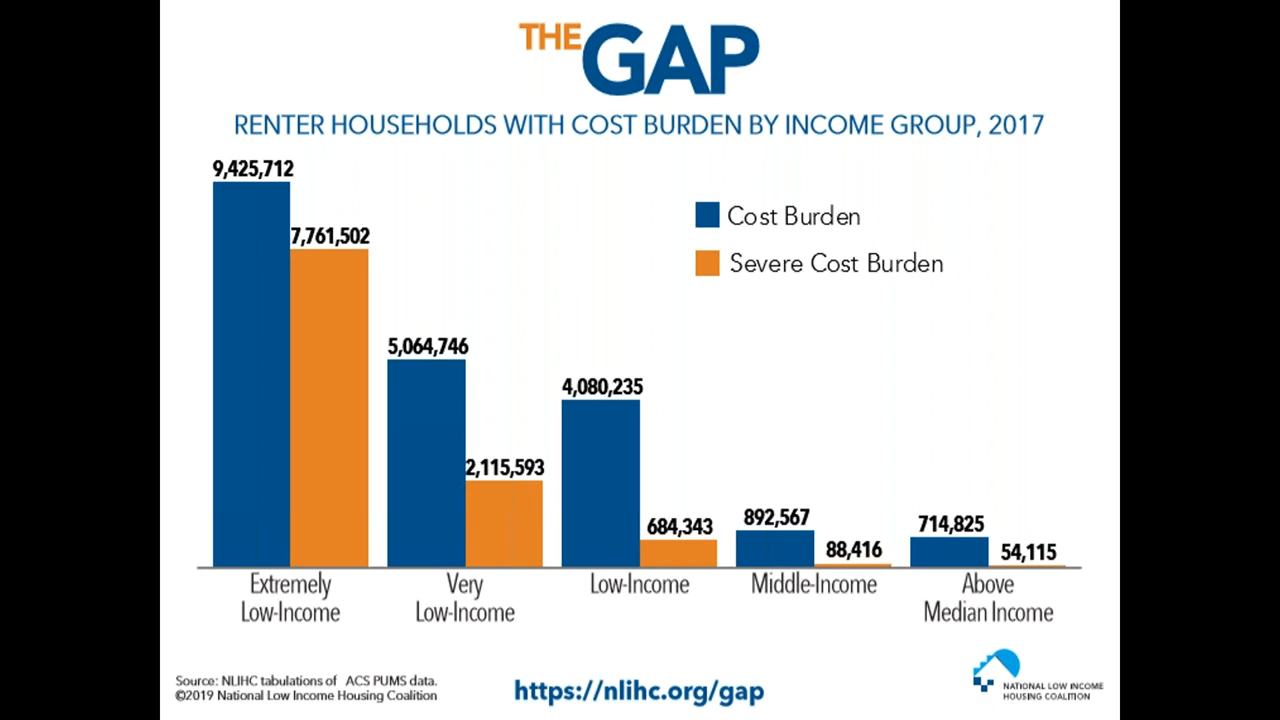 THE GAP
RENTER HOUSEHOLDS WITH COST BURDEN BY INCOME GROUP, 2017
9,425,712
7,761,502
5,064,746
2,115,593
4,080,235
684,343
892,567
88,416
714,825
54,115
Cost Burden
Severe Cost Burden
Extremely
Low-Income
Very
Low-Income
Low-Income
Middle-Income
Above
Median Income
Source: NLIHC tabulations of ACS PUMS data.
©2019 National Low Income Housing Coalition
https://nlihc.org/gap
NATIONAL LOW INCOME
HOUSING COALITION